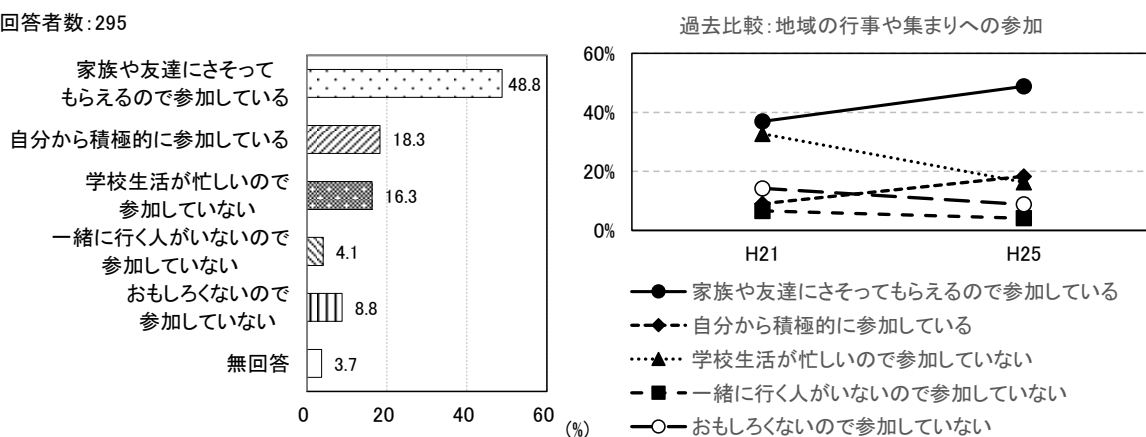 回答者数：295
家族や友達にさそって
もらえるので参加している
48.8
自分から積極的に参加している
18.3
学校生活が忙しいので
参加していない
16.3
一緒に行く人がいないので
参加していない
4.1
おもしろくないので
参加していない
8.8
無回答
3.7
0 20 40 60
(%)
過去比較：地域の行事や集まりへの参加
60%
40%
20%
0%
H21 H25
家族や友達にさそってもらえるので参加している
自分から積極的に参加している
学校生活が忙しいので参加していない
一緒に行く人がいないので参加していない
おもしろくないので参加していない